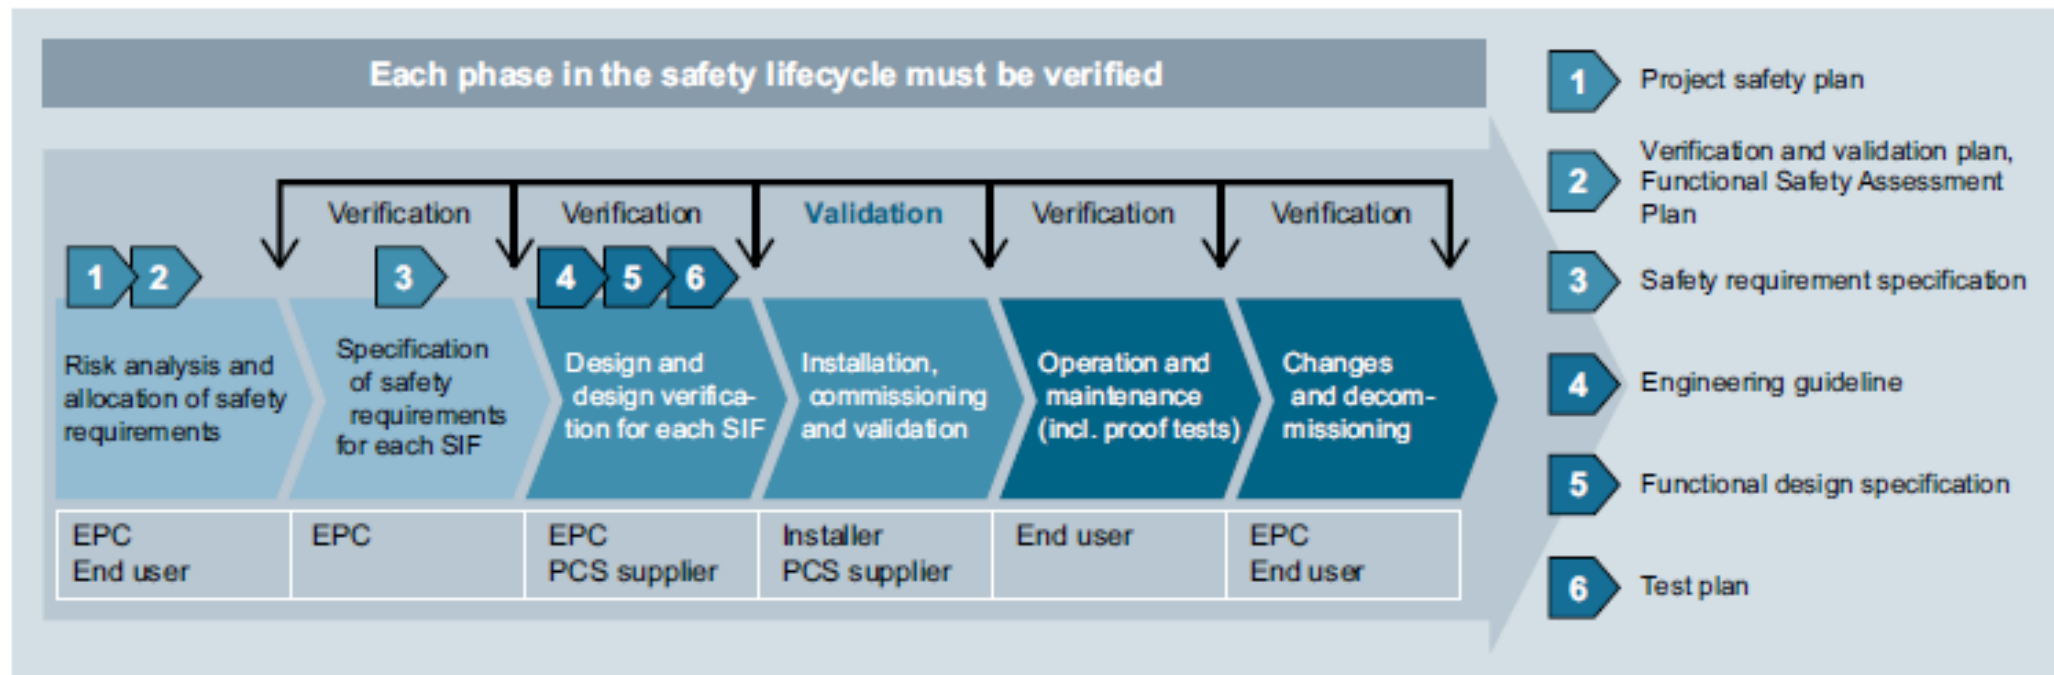 Each phase in the safety lifecycle must be verified
Verification
Verification
Validation
Verification
Verification
1
2
3
4
5
6
Risk analysis and
allocation of safety
requirements
Specification
of safety
requirements
for each SIF
Design and
design verifica-
tion for each SIF
Installation,
commissioning
and validation
Operation and
maintenance
(incl. proof tests)
Changes
and decom-
missioning
EPC
End user
EPC
EPC
PCS supplier
Installer
PCS supplier
End user
EPC
End user
1
Project safety plan
2
Verification and validation plan,
Functional Safety Assessment
Plan
3
Safety requirement specification
4
Engineering guideline
5
Functional design specification
6
Test plan